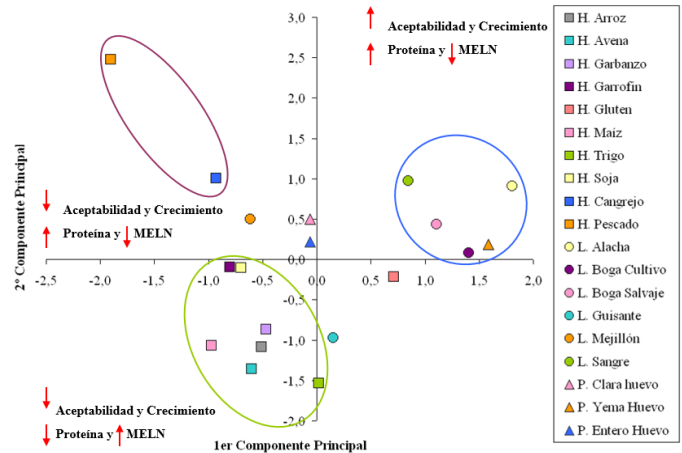 3,0
2,5
2,0
1,5
1,0
0,5
0,0
-0,5
-1,0
-1,5
-2,0
-2,5
-2,0
-1,5
-1,0
-0,5
0,0
0,5
1,0
1,5
2,0
2º Componente Principal
1er Componente Principal
Aceptabilidad y Crecimiento
Proteína y MELN
Aceptabilidad y Crecimiento
Proteína y MELN
Aceptabilidad y Crecimiento
Proteína y MELN
H. Arroz
H. Avena
H. Garbanzo
H. Garrofín
H. Gluten
H. Maíz
H. Trigo
H. Soja
H. Cangrejo
H. Pescado
L. Alacha
L. Boga Cultivo
L. Boga Salvaje
L. Guisante
L. Mejillón
L. Sangre
P. Clara huevo
P. Yema Huevo
P. Entero Huevo